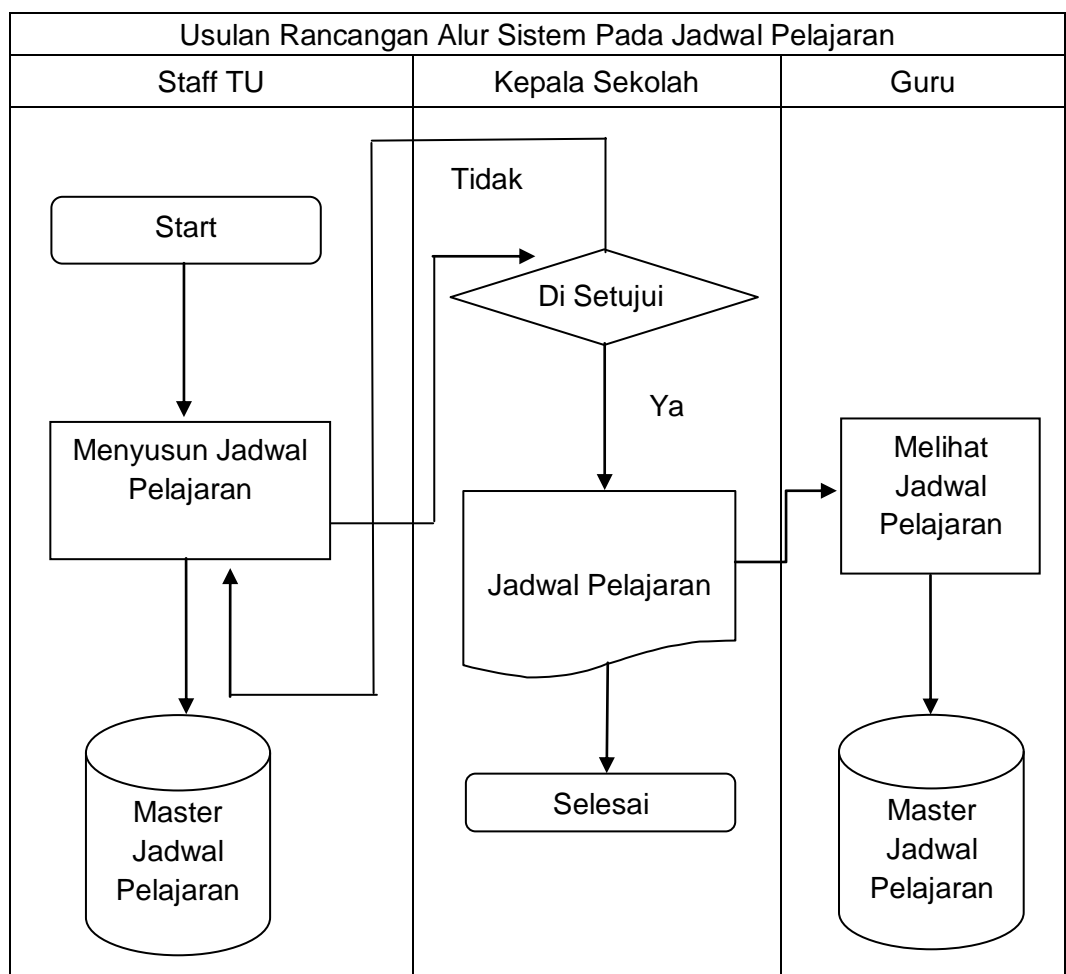 Usulan Rancangan Alur Sistem Pada Jadwal Pelajaran
Staff TU
Kepala Sekolah
Guru
Start
Menyusun Jadwal
Pelajaran
Master
Jadwal
Pelajaran
Tidak
Di Setujui
Ya
Jadwal Pelajaran
Selesai
Melihat
Jadwal
Pelajaran
Master
Jadwal
Pelajaran